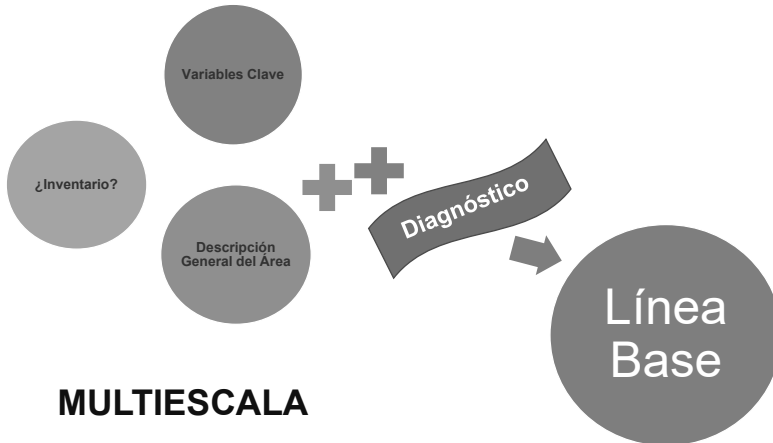 Variables Clave
¿Inventario?
Descripción
General del Área
Diagnóstico
Línea
Base
MULTIESCALA